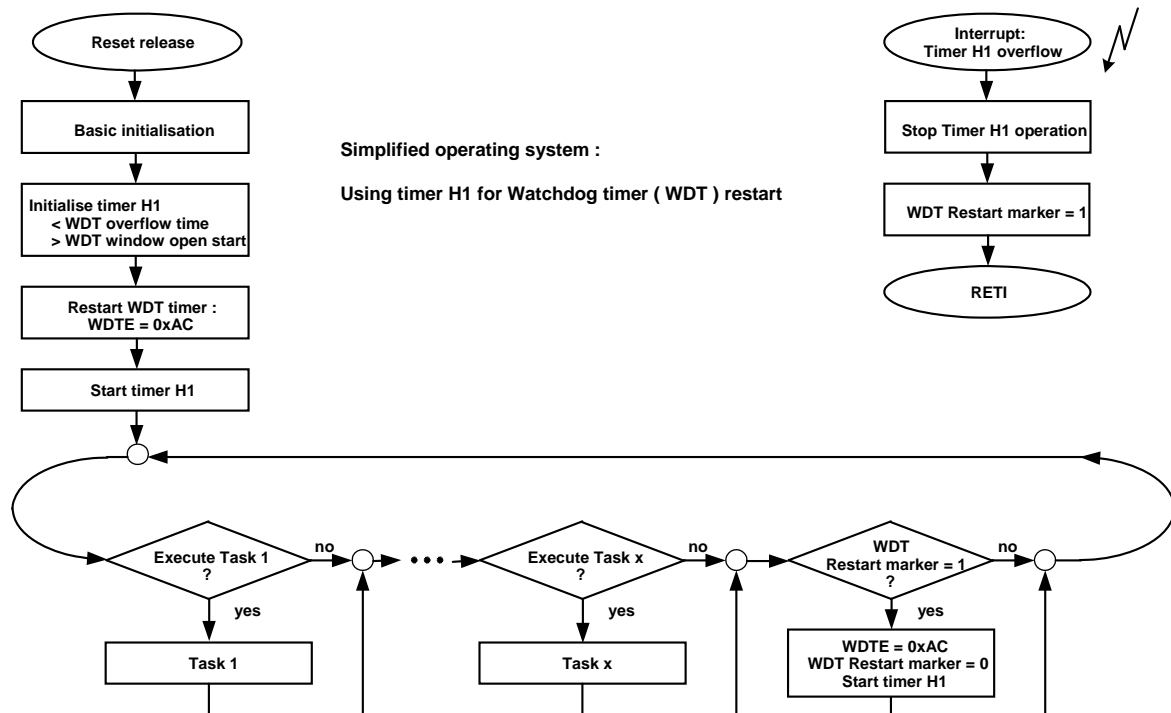 Reset release
Basic initialisation
Initialise timer H1
< WDT overflow time
> WDT window open start
Restart WDT timer :
WDTE = 0xAC
Start timer H1
Simplified operating system :
Using timer H1 for Watchdog timer ( WDT ) restart
Interrupt:
Timer H1 overflow
Stop Timer H1 operation
WDT Restart marker = 1
RETI
Execute Task 1
?
no
yes
Task 1
Execute Task x
?
no
yes
Task x
WDT
Restart marker = 1
?
no
yes
WDTE = 0xAC
WDT Restart marker = 0
Start timer H1